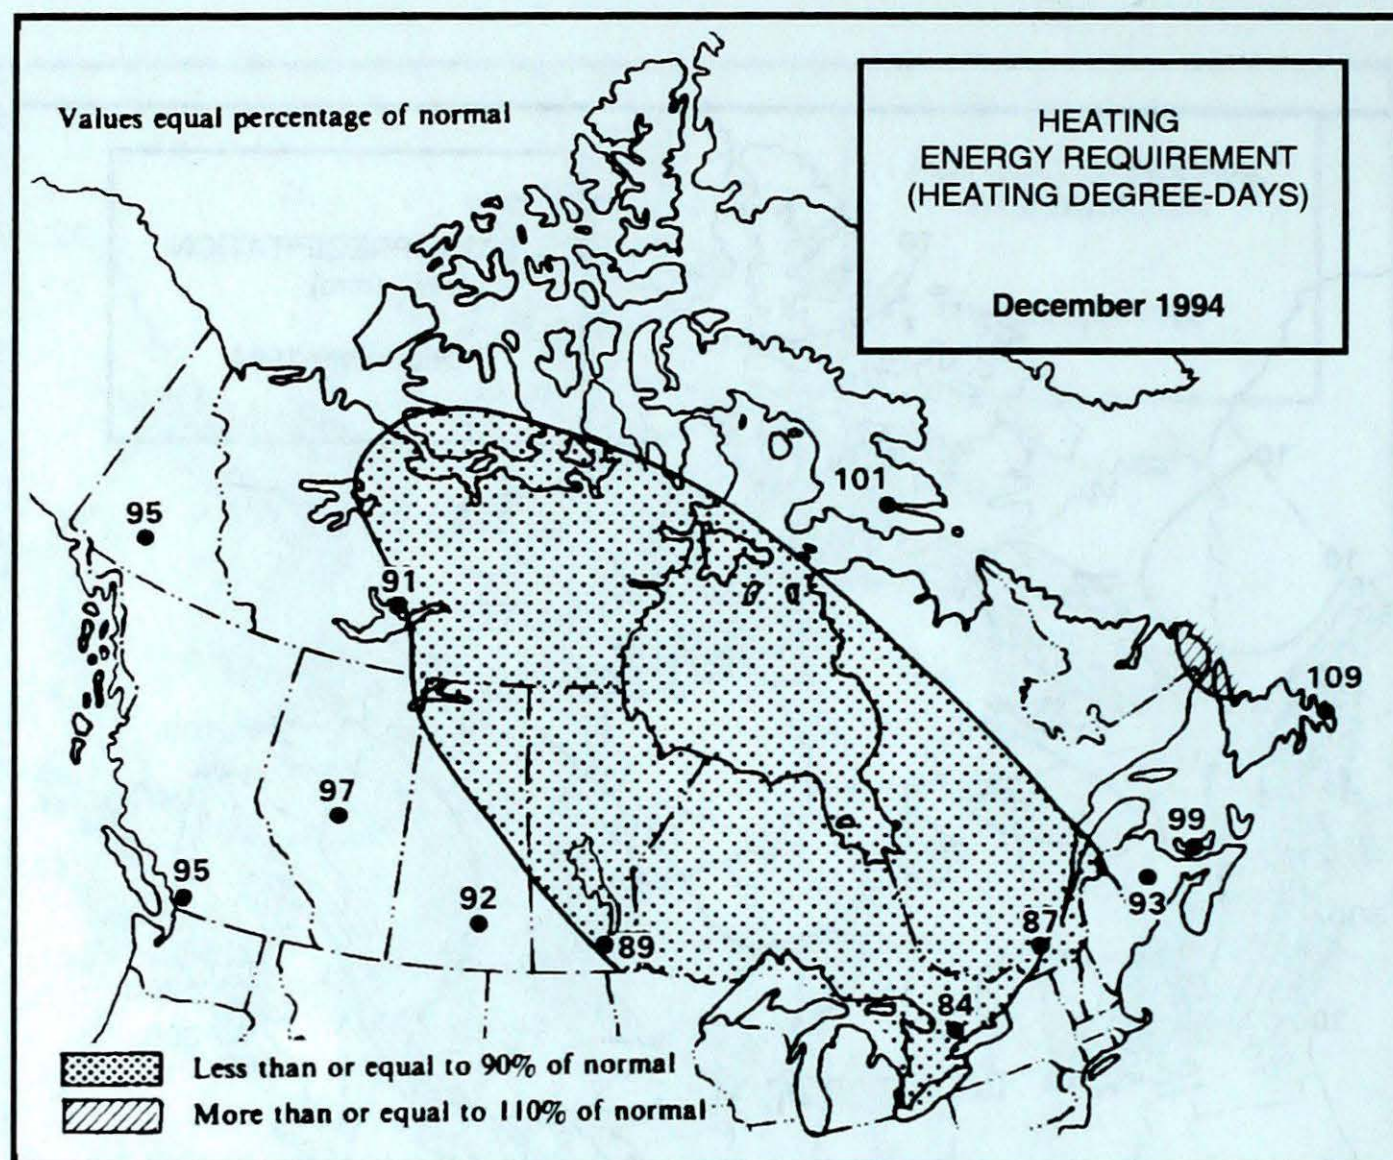 Values equal percentage of normal
HEATING
ENERGY REQUIREMENT
(HEATING DEGREE-DAYS)
December 1994
101
95
91
109
97
99
95
92
93
87
89
84
Less than or equal to 90% of normal
More than or equal to 110% of normal